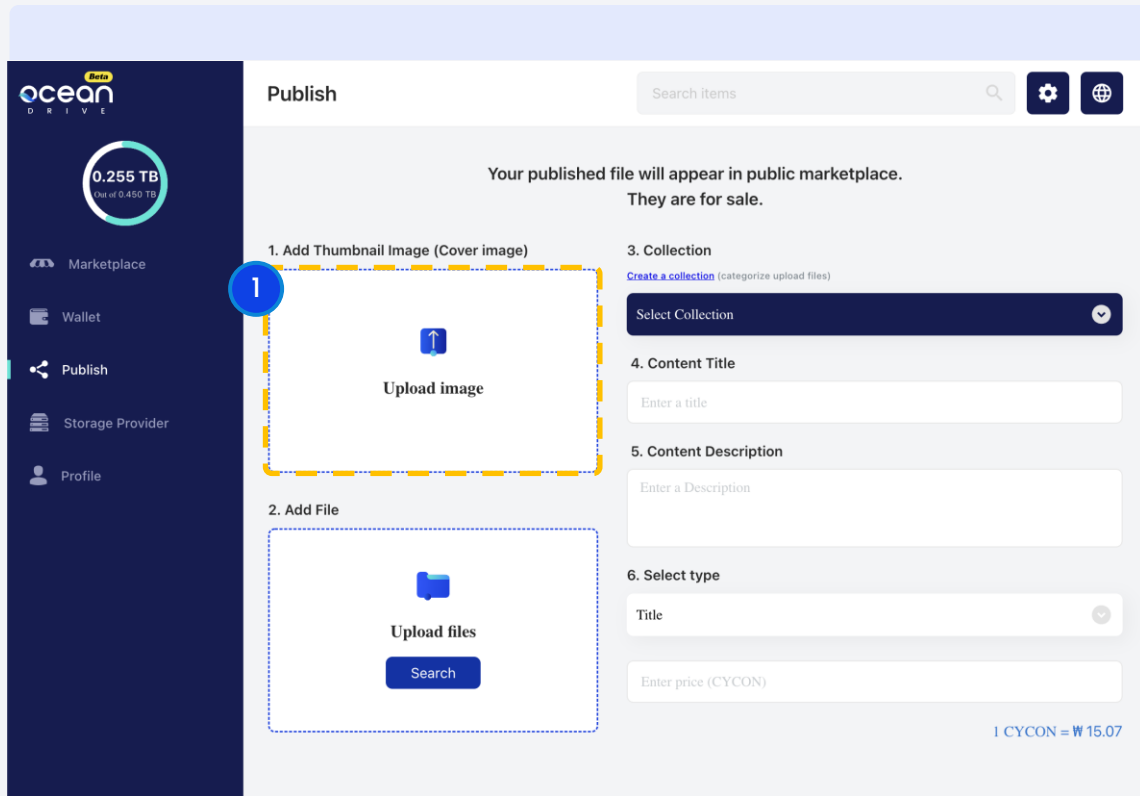 Beta
ocean
DRIVE
0.255 TB
Out of 0.450 TB
Marketplace
Wallet
Publish
Storage Provider
Profile
Publish
Search items
Your published file will appear in public marketplace.
They are for sale.
1. Add Thumbnail Image (Cover image)
1
Upload image
2. Add File
Upload files
Search
3. Collection
Create a collection (categorize upload files)
Select Collection
4. Content Title
Enter a title
5. Content Description
Enter a Description
6. Select type
Title
Enter price (CYCON)
1 CYCON = ₩ 15.07